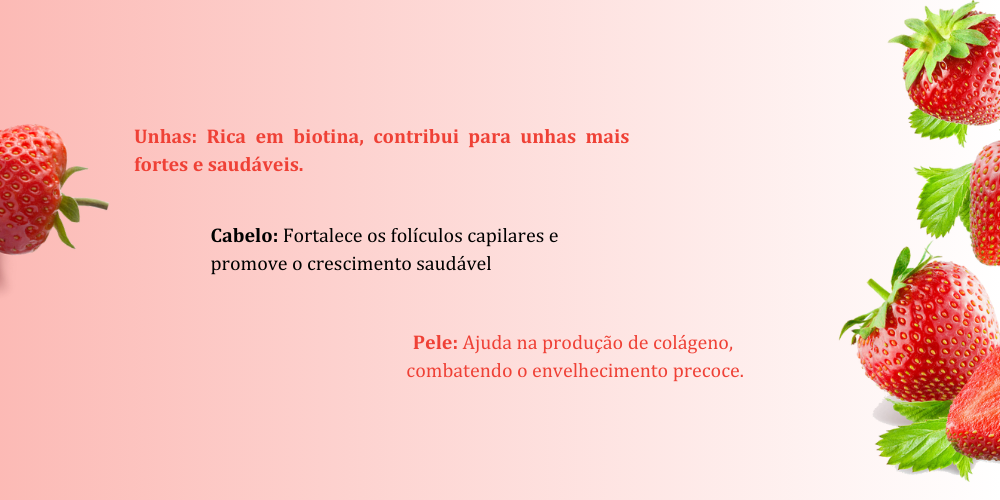 Unhas: Rica em biotina, contribui para unhas mais
fortes e saudáveis.
Cabelo: Fortalece os folículos capilares e
promove o crescimento saudável
Pele: Ajuda na produção de colágeno,
combatendo o envelhecimento precoce.